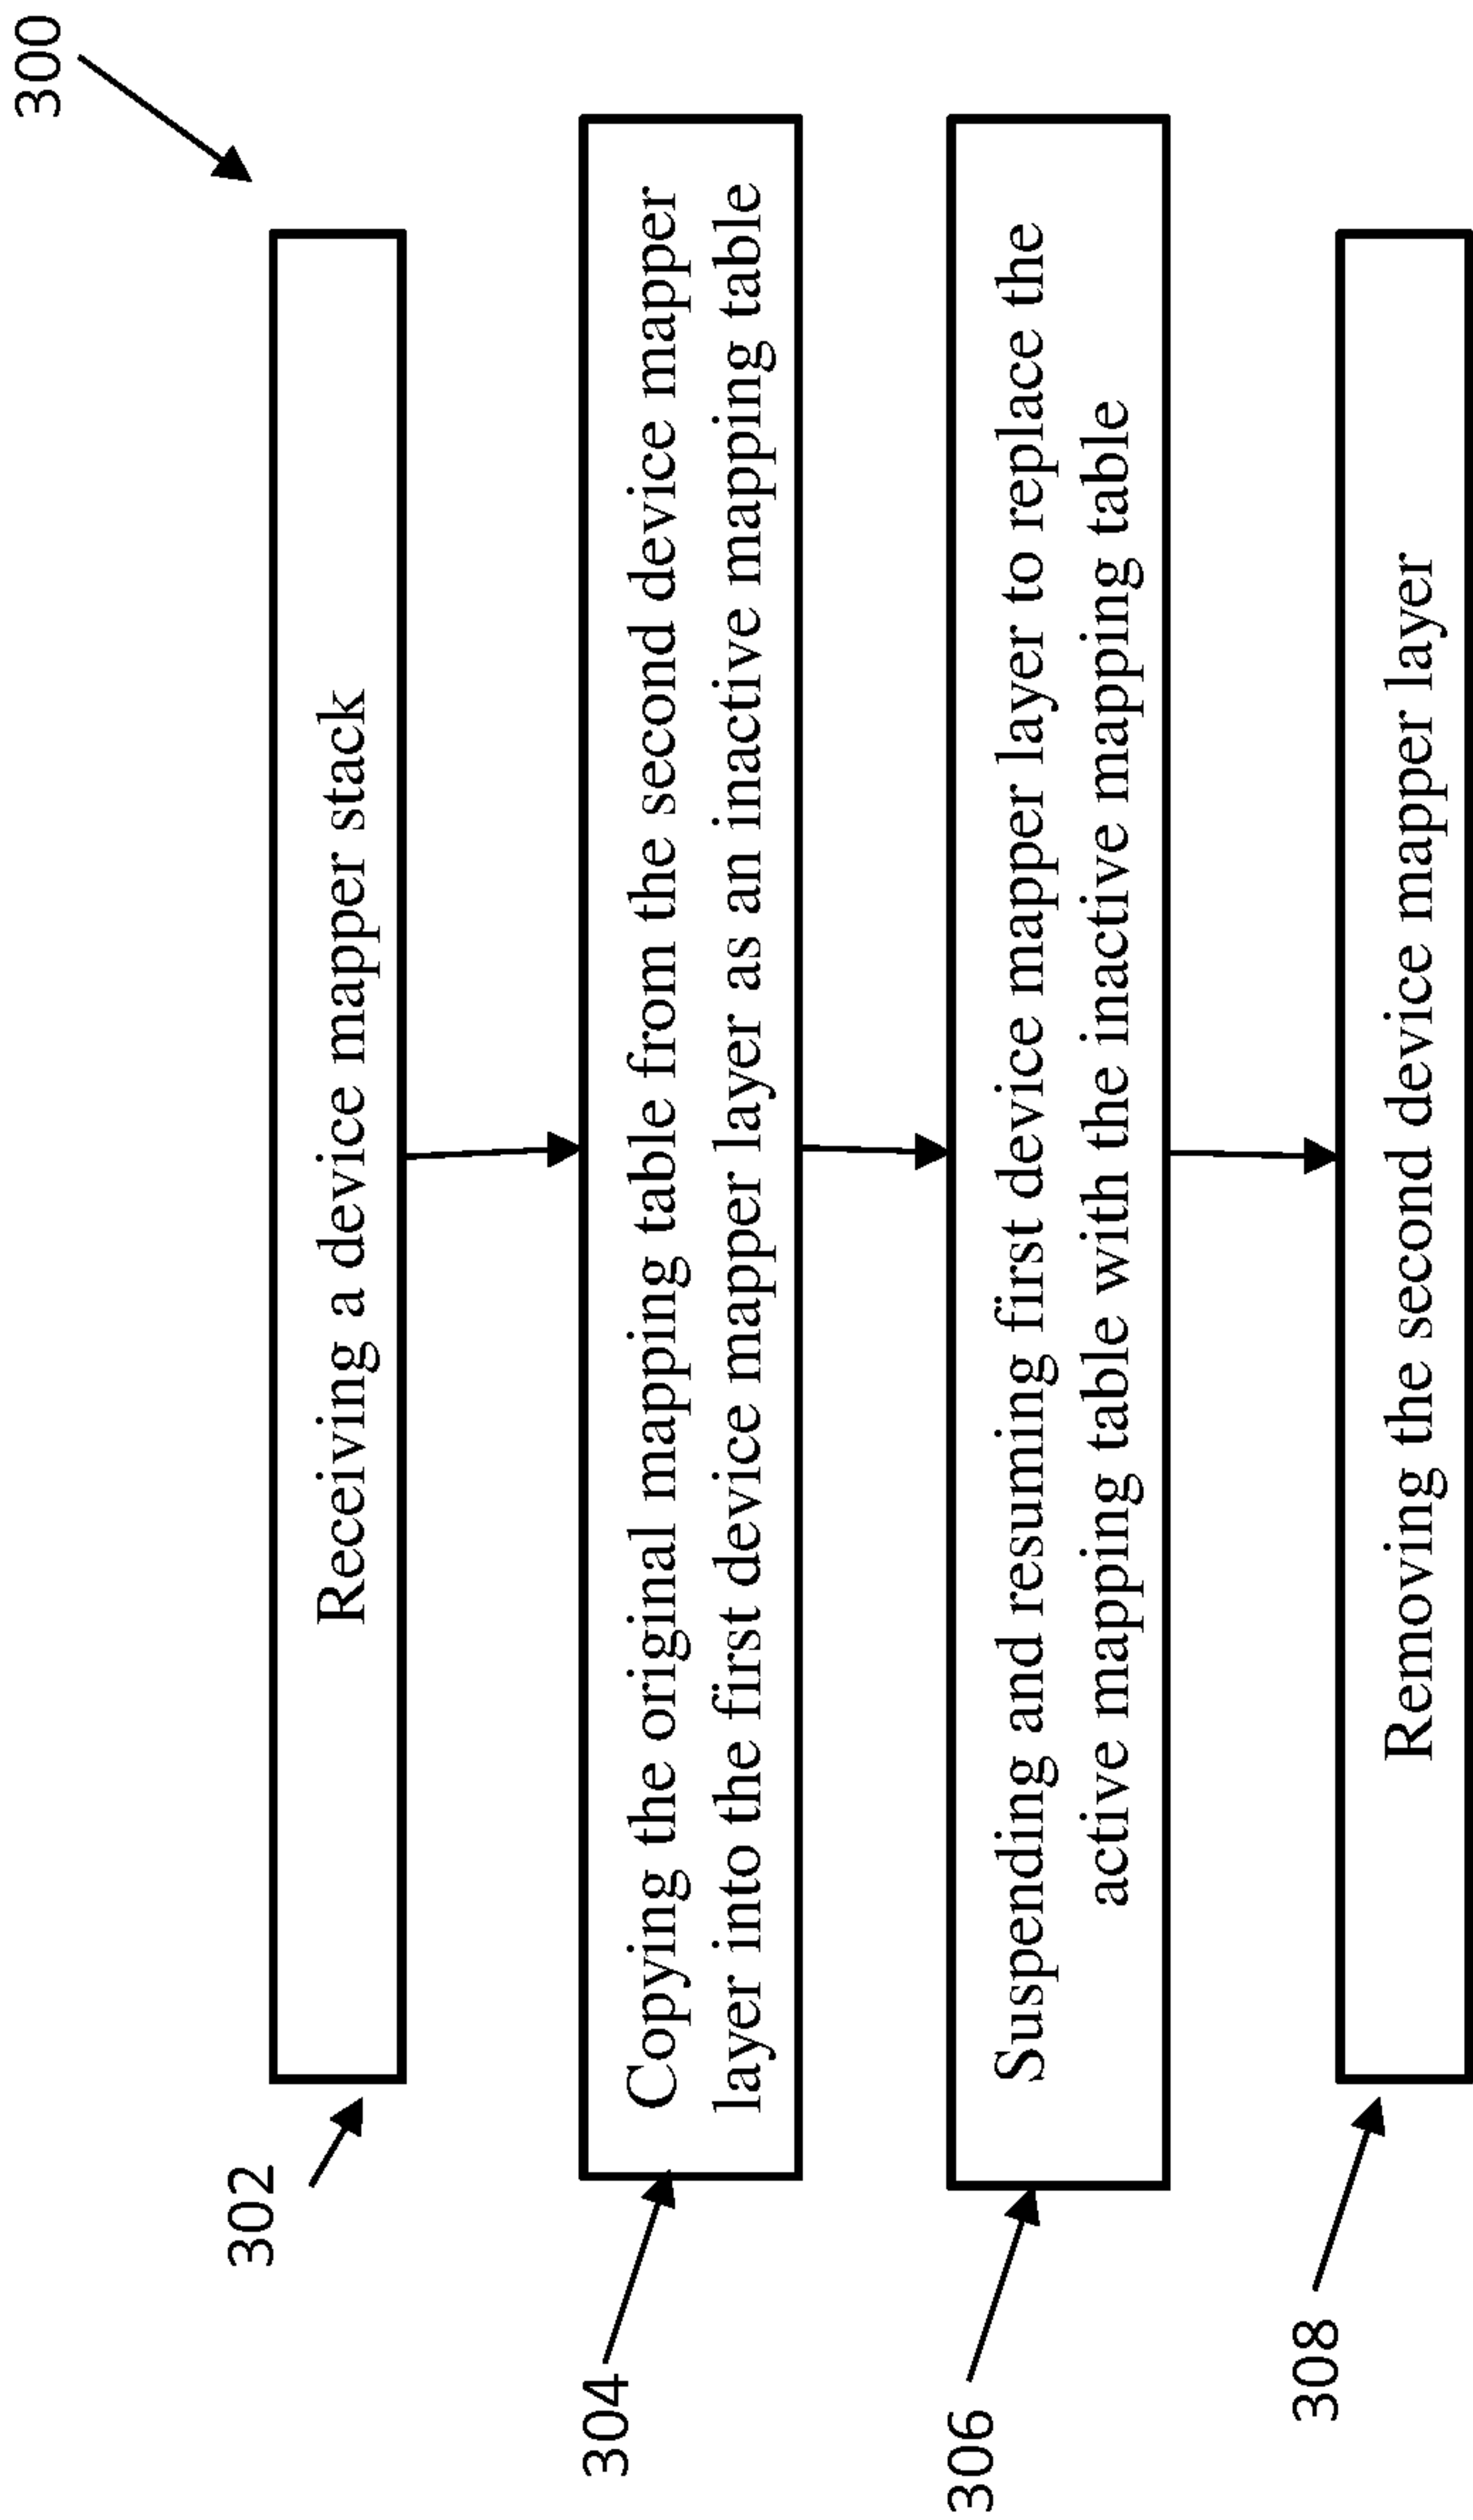 300
302
Receiving a device mapper stack
304
Copying the original mapping table from the second device mapper
layer into the first device mapper layer as an inactive mapping table
306
Suspending and resuming first device mapper layer to replace the
active mapping table with the inactive mapping table
308
Removing the second device mapper layer